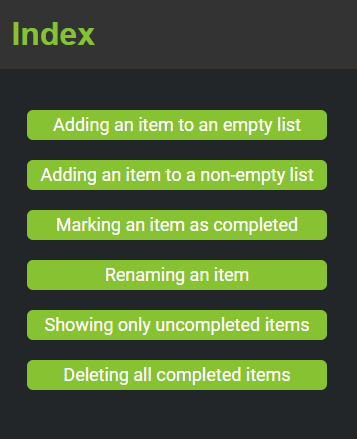 Index
Adding an item to an empty list
Adding an item to a non-empty list
Marking an item as completed
Renaming an item
Showing only uncompleted items
Deleting all completed items